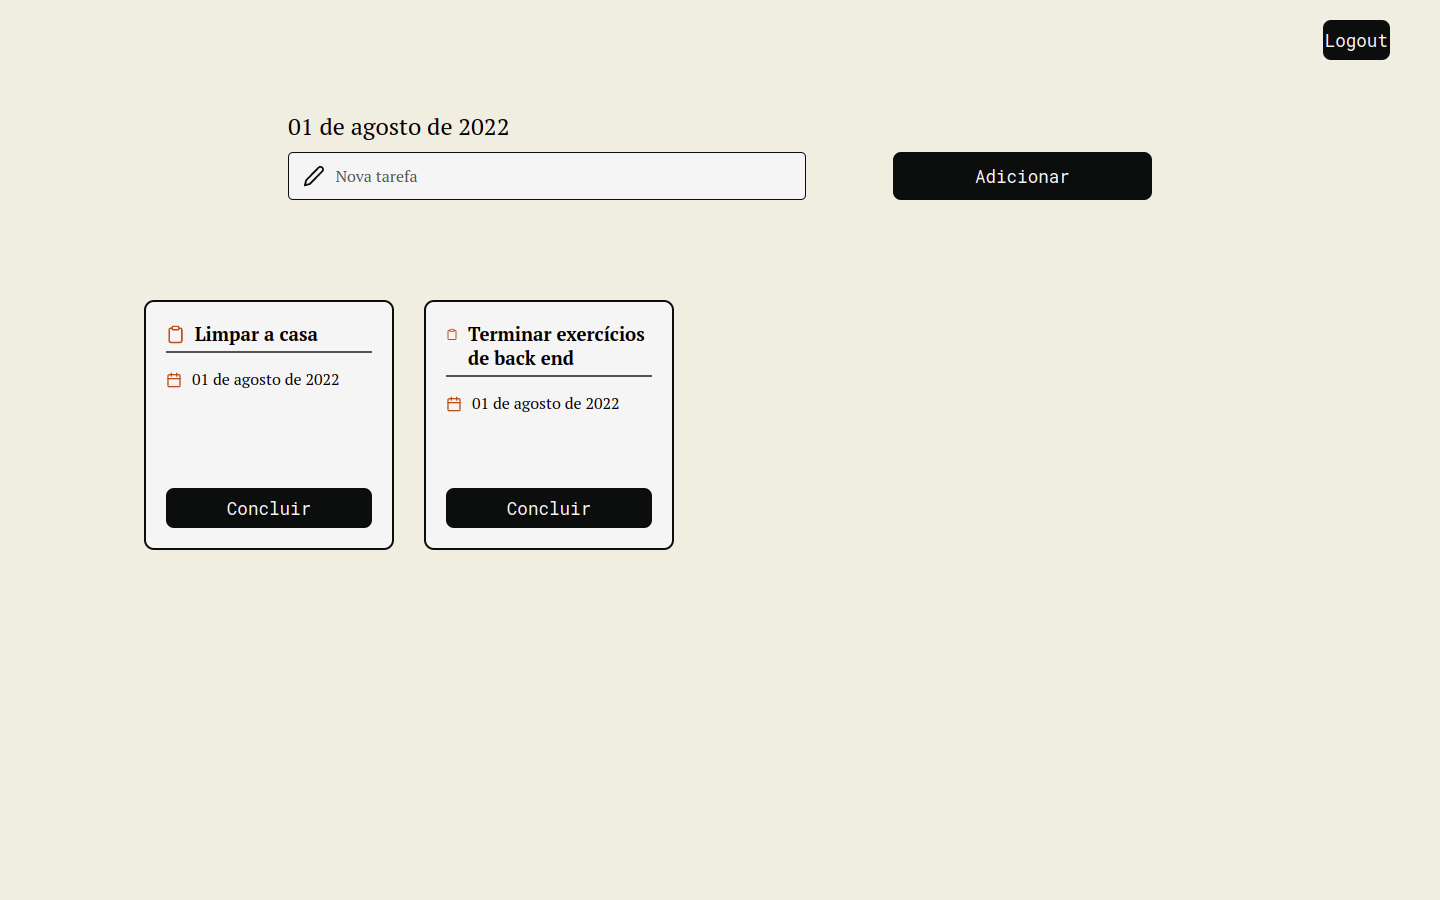 Logout
01 de agosto de 2022
Nova tarefa
Adicionar
Limpar a casa
01 de agosto de 2022
Concluir
Terminar exercícios
de back end
01 de agosto de 2022
Concluir